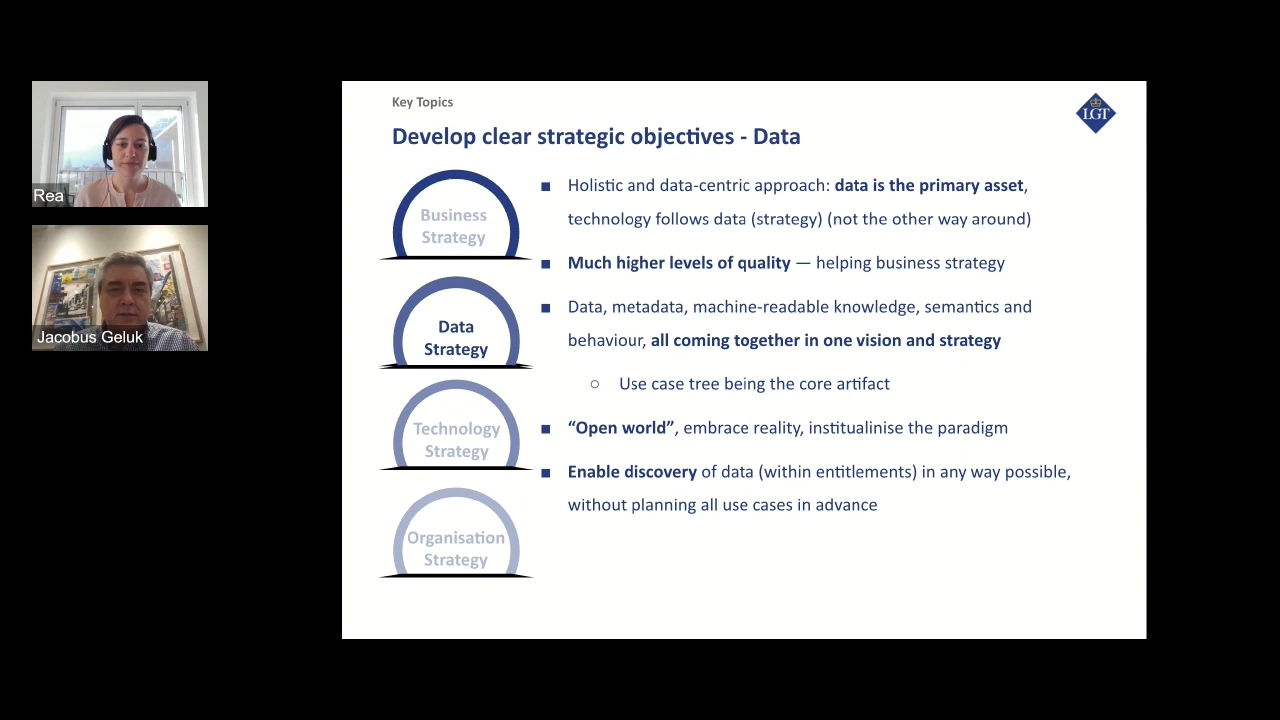 Rea
Jacobus Geluk
Key Topics
LGT
Develop clear strategic objectives - Data
Business
Strategy
Data
Strategy
Technology
Strategy
Organisation
Strategy
■ Holistic and data-centric approach: data is the primary asset,
technology follows data (strategy) (not the other way around)
■ Much higher levels of quality — helping business strategy
■ Data, metadata, machine-readable knowledge, semantics and
behaviour, all coming together in one vision and strategy
○ Use case tree being the core artifact
■ “Open world”, embrace reality, institualinise the paradigm
■ Enable discovery of data (within entitlements) in any way possible,
without planning all use cases in advance